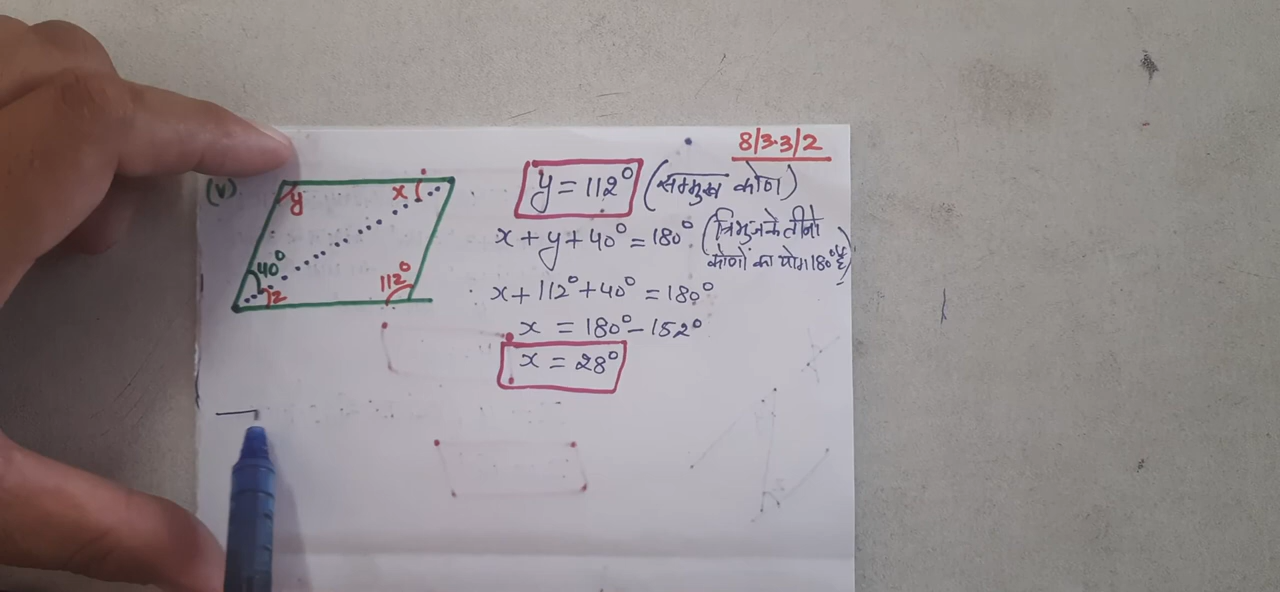 8/3.3/2
(v)
y
x
40°
z
112°
y = 112° (सम्मुख कोण)
x + y + 40° = 180° (त्रिभुज के तीनो
कोणों का योग 180° है)
x + 112° + 40° = 180°
x = 180° - 152°
x = 28°